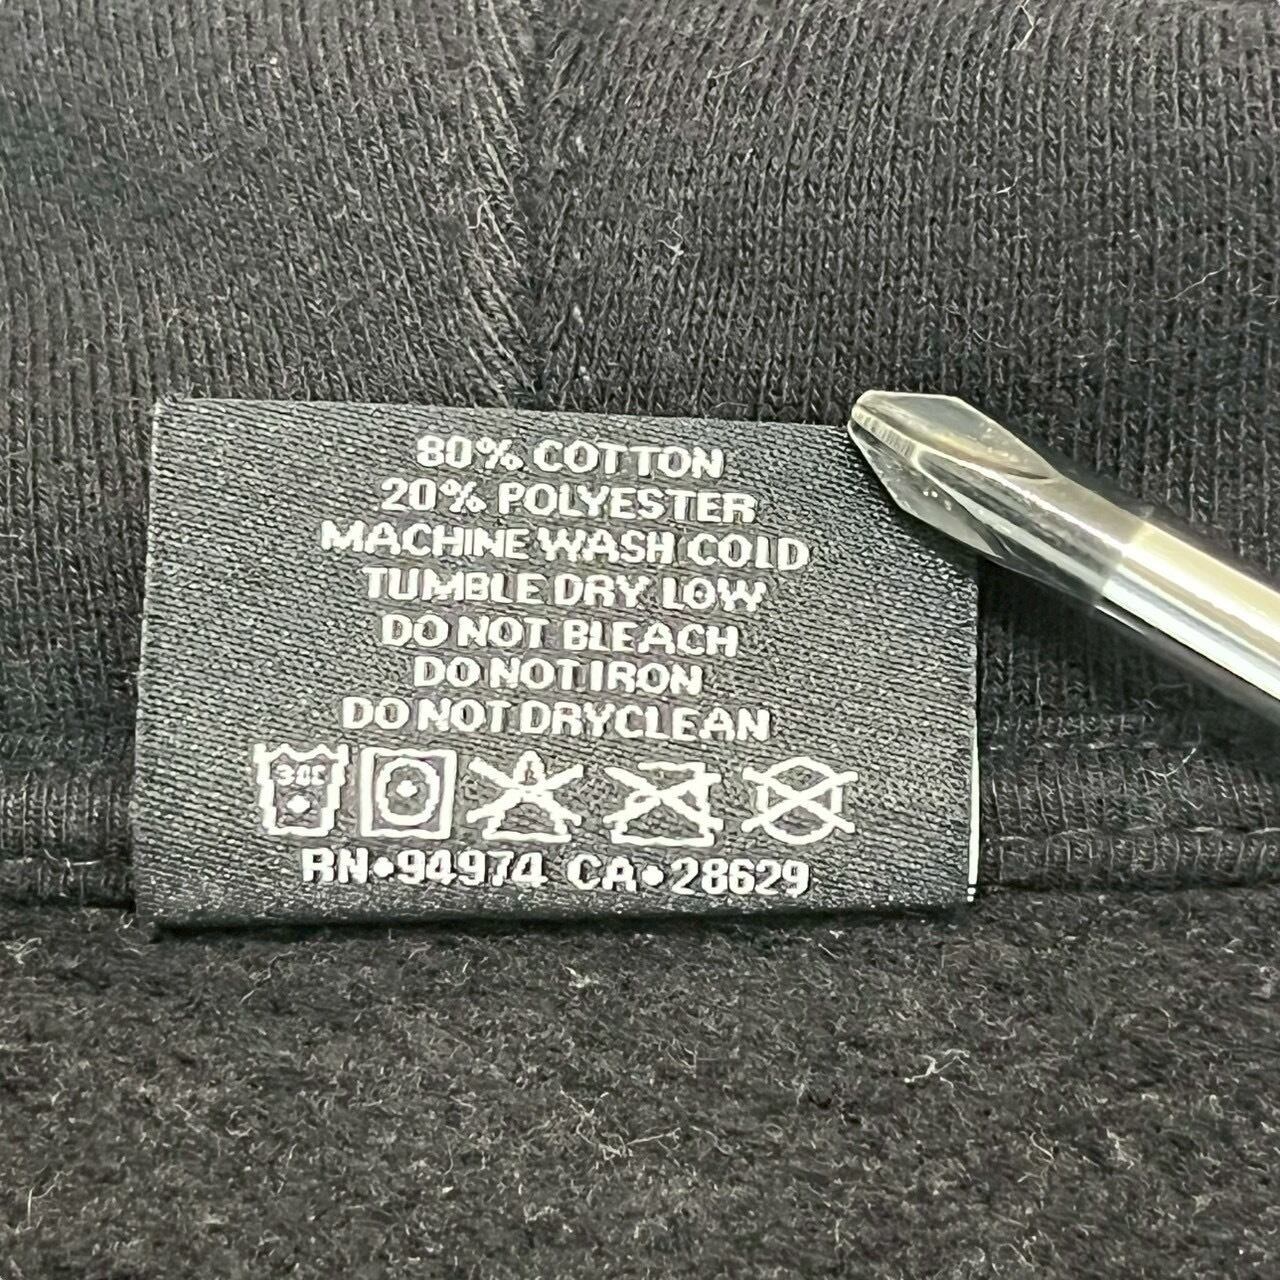 80% COTTON
20% POLYESTER
MACHINE WASH COLD
TUMBLE DRY LOW
DO NOT BLEACH
DO NOT IRON
DO NOT DRYCLEAN
RN•94974 CA•28629